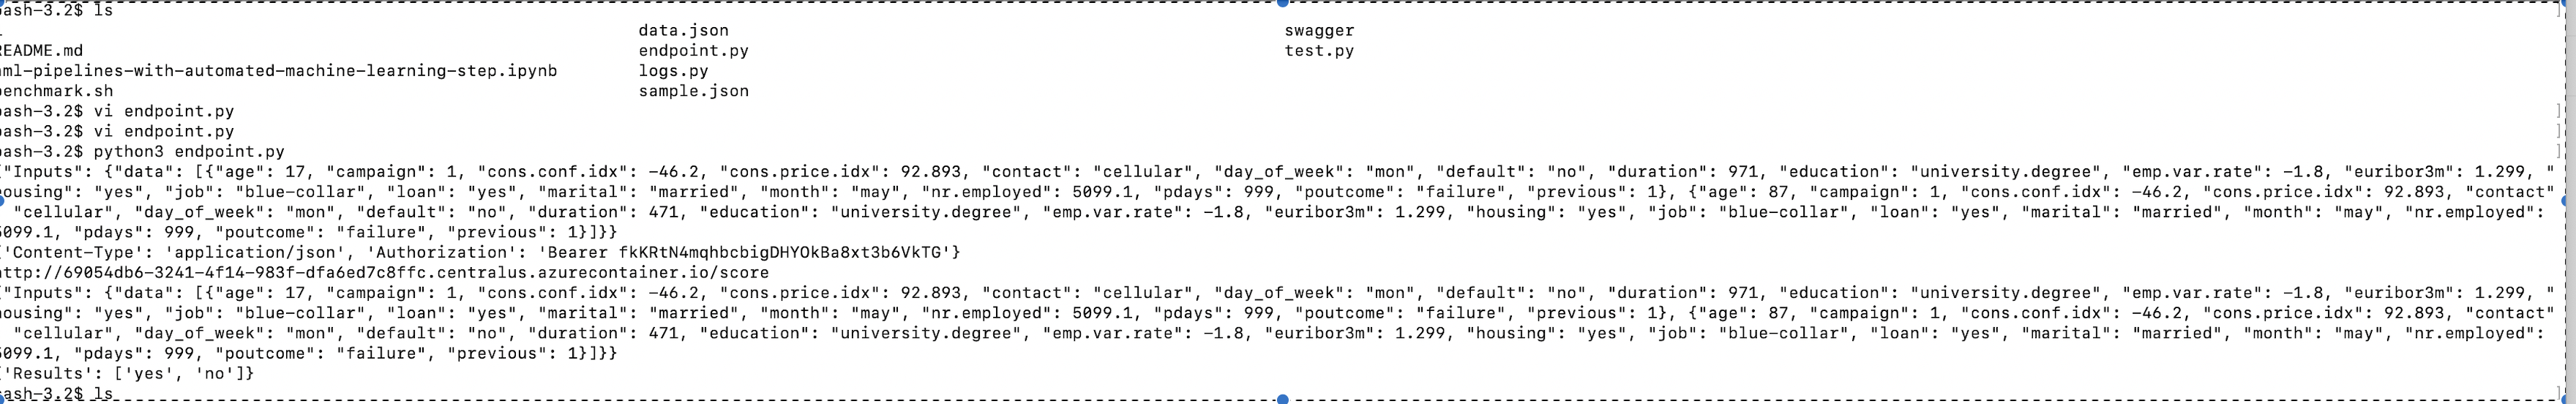 ash-3.2$ ls
data.json swagger
README.md endpoint.py test.py
ml-pipelines-with-automated-machine-learning-step.ipynb logs.py
benchmark.sh sample.json
ash-3.2$ vi endpoint.py
ash-3.2$ vi endpoint.py
ash-3.2$ python3 endpoint.py
{"Inputs": {"data": [{"age": 17, "campaign": 1, "cons.conf.idx": -46.2, "cons.price.idx": 92.893, "contact": "cellular", "day_of_week": "mon", "default": "no", "duration": 971, "education": "university.degree", "emp.var.rate": -1.8, "euribor3m": 1.299, "
housing": "yes", "job": "blue-collar", "loan": "yes", "marital": "married", "month": "may", "nr.employed": 5099.1, "pdays": 999, "poutcome": "failure", "previous": 1}, {"age": 87, "campaign": 1, "cons.conf.idx": -46.2, "cons.price.idx": 92.893, "contact"
"cellular", "day_of_week": "mon", "default": "no", "duration": 471, "education": "university.degree", "emp.var.rate": -1.8, "euribor3m": 1.299, "housing": "yes", "job": "blue-collar", "loan": "yes", "marital": "married", "month": "may", "nr.employed":
5099.1, "pdays": 999, "poutcome": "failure", "previous": 1}]}}
{'Content-Type': 'application/json', 'Authorization': 'Bearer fkKRtN4mqhbcbigDHYOkBa8xt3b6VkTG'}
http://69054db6-3241-4f14-983f-dfa6ed7c8ffc.centralus.azurecontainer.io/score
{"Inputs": {"data": [{"age": 17, "campaign": 1, "cons.conf.idx": -46.2, "cons.price.idx": 92.893, "contact": "cellular", "day_of_week": "mon", "default": "no", "duration": 971, "education": "university.degree", "emp.var.rate": -1.8, "euribor3m": 1.299, "
housing": "yes", "job": "blue-collar", "loan": "yes", "marital": "married", "month": "may", "nr.employed": 5099.1, "pdays": 999, "poutcome": "failure", "previous": 1}, {"age": 87, "campaign": 1, "cons.conf.idx": -46.2, "cons.price.idx": 92.893, "contact"
"cellular", "day_of_week": "mon", "default": "no", "duration": 471, "education": "university.degree", "emp.var.rate": -1.8, "euribor3m": 1.299, "housing": "yes", "job": "blue-collar", "loan": "yes", "marital": "married", "month": "may", "nr.employed":
5099.1, "pdays": 999, "poutcome": "failure", "previous": 1}]}}
{'Results': ['yes', 'no']}
ash-3.2$ ls